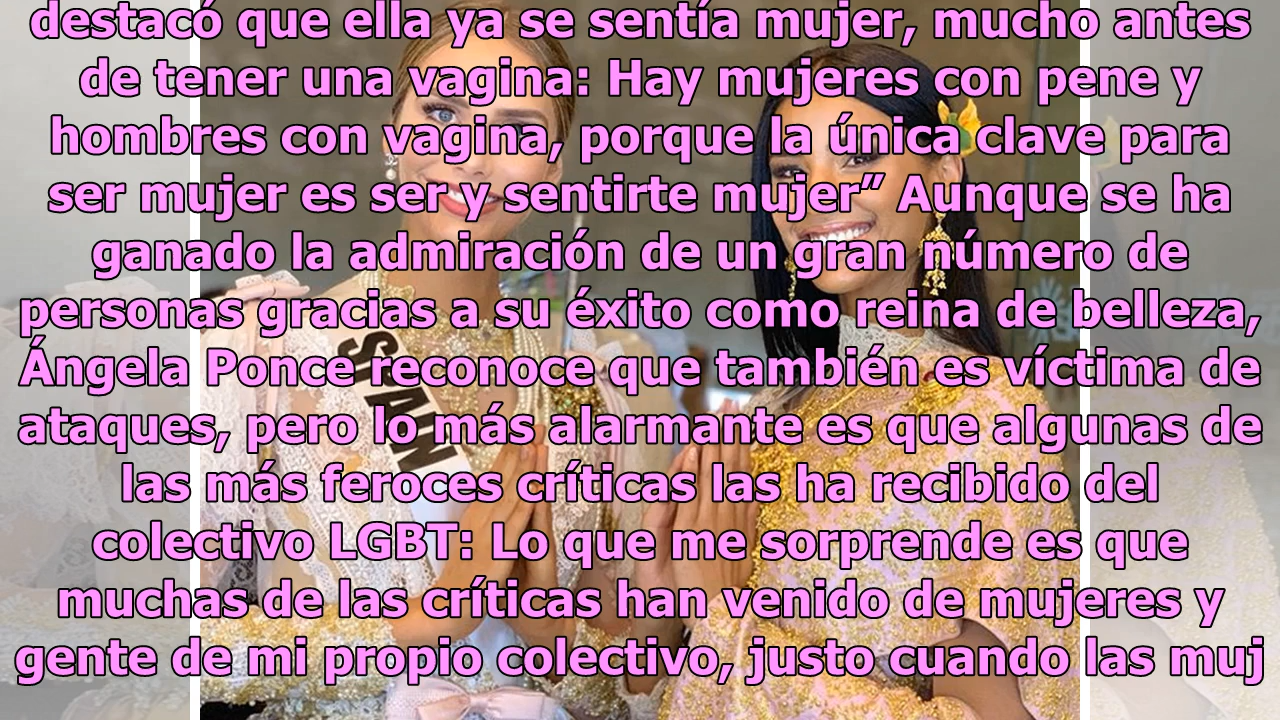 destacó que ella ya se sentía mujer, mucho antes
de tener una vagina: Hay mujeres con pene y
hombres con vagina, porque la única clave para
ser mujer es ser y sentirte mujer” Aunque se ha
ganado la admiración de un gran número de
personas gracias a su éxito como reina de belleza,
Ángela Ponce reconoce que también es víctima de
ataques, pero lo más alarmante es que algunas de
las más feroces críticas las ha recibido del
colectivo LGBT: Lo que me sorprende es que
muchas de las críticas han venido de mujeres y
gente de mi propio colectivo, justo cuando las muj
SPAIN